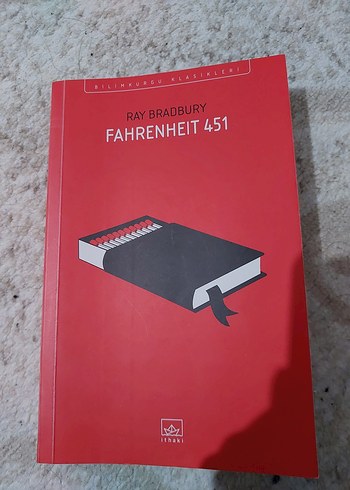 BİLİMKURGU KLASİKLERİ
RAY BRADBURY
FAHRENHEIT 451
ithaki